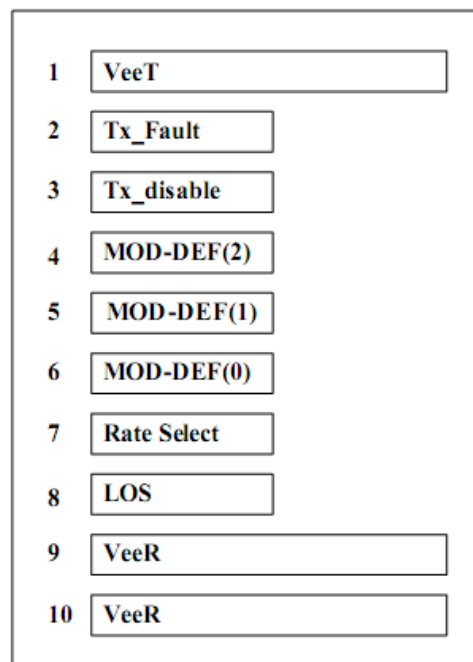 1 VeeT
2 Tx_Fault
3 Tx_disable
4 MOD-DEF(2)
5 MOD-DEF(1)
6 MOD-DEF(0)
7 Rate Select
8 LOS
9 VeeR
10 VeeR